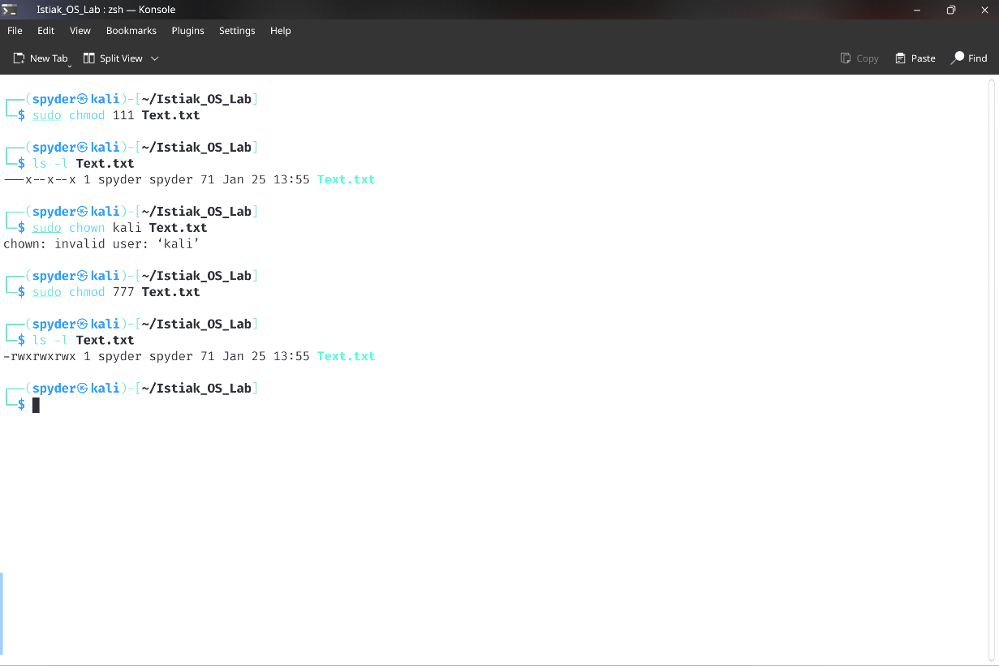 Istiak_OS_Lab : zsh — Konsole
File Edit View Bookmarks Plugins Settings Help
New Tab Split View Copy Paste Find
┌──(spyder㉿kali)-[~/Istiak_OS_Lab]
└─$ sudo chmod 111 Text.txt
┌──(spyder㉿kali)-[~/Istiak_OS_Lab]
└─$ ls -l Text.txt
---x--x--x 1 spyder spyder 71 Jan 25 13:55 Text.txt
┌──(spyder㉿kali)-[~/Istiak_OS_Lab]
└─$ sudo chown kali Text.txt
chown: invalid user: ‘kali’
┌──(spyder㉿kali)-[~/Istiak_OS_Lab]
└─$ sudo chmod 777 Text.txt
┌──(spyder㉿kali)-[~/Istiak_OS_Lab]
└─$ ls -l Text.txt
-rwxrwxrwx 1 spyder spyder 71 Jan 25 13:55 Text.txt
┌──(spyder㉿kali)-[~/Istiak_OS_Lab]
└─$